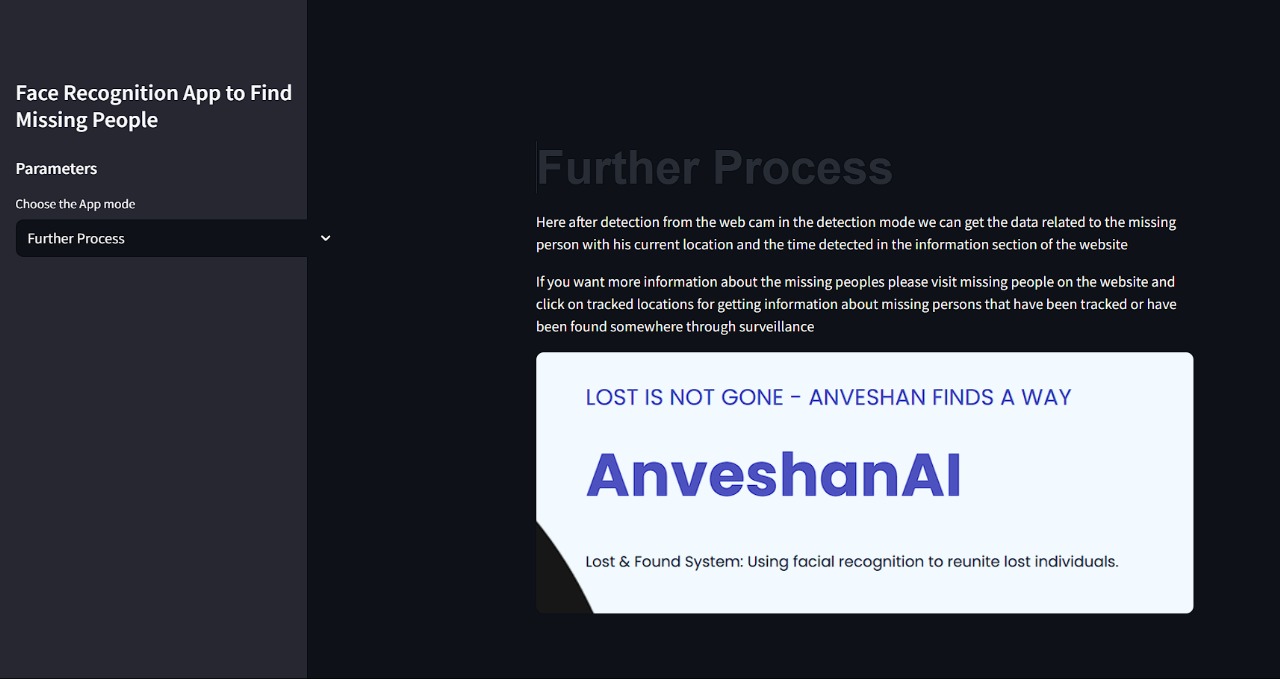 Face Recognition App to Find
Missing People
Parameters
Choose the App mode
Further Process
Further Process
Here after detection from the web cam in the detection mode we can get the data related to the missing
person with his current location and the time detected in the information section of the website
If you want more information about the missing peoples please visit missing people on the website and
click on tracked locations for getting information about missing persons that have been tracked or have
been found somewhere through surveillance
LOST IS NOT GONE - ANVESHAN FINDS A WAY
AnveshanAI
Lost & Found System: Using facial recognition to reunite lost individuals.